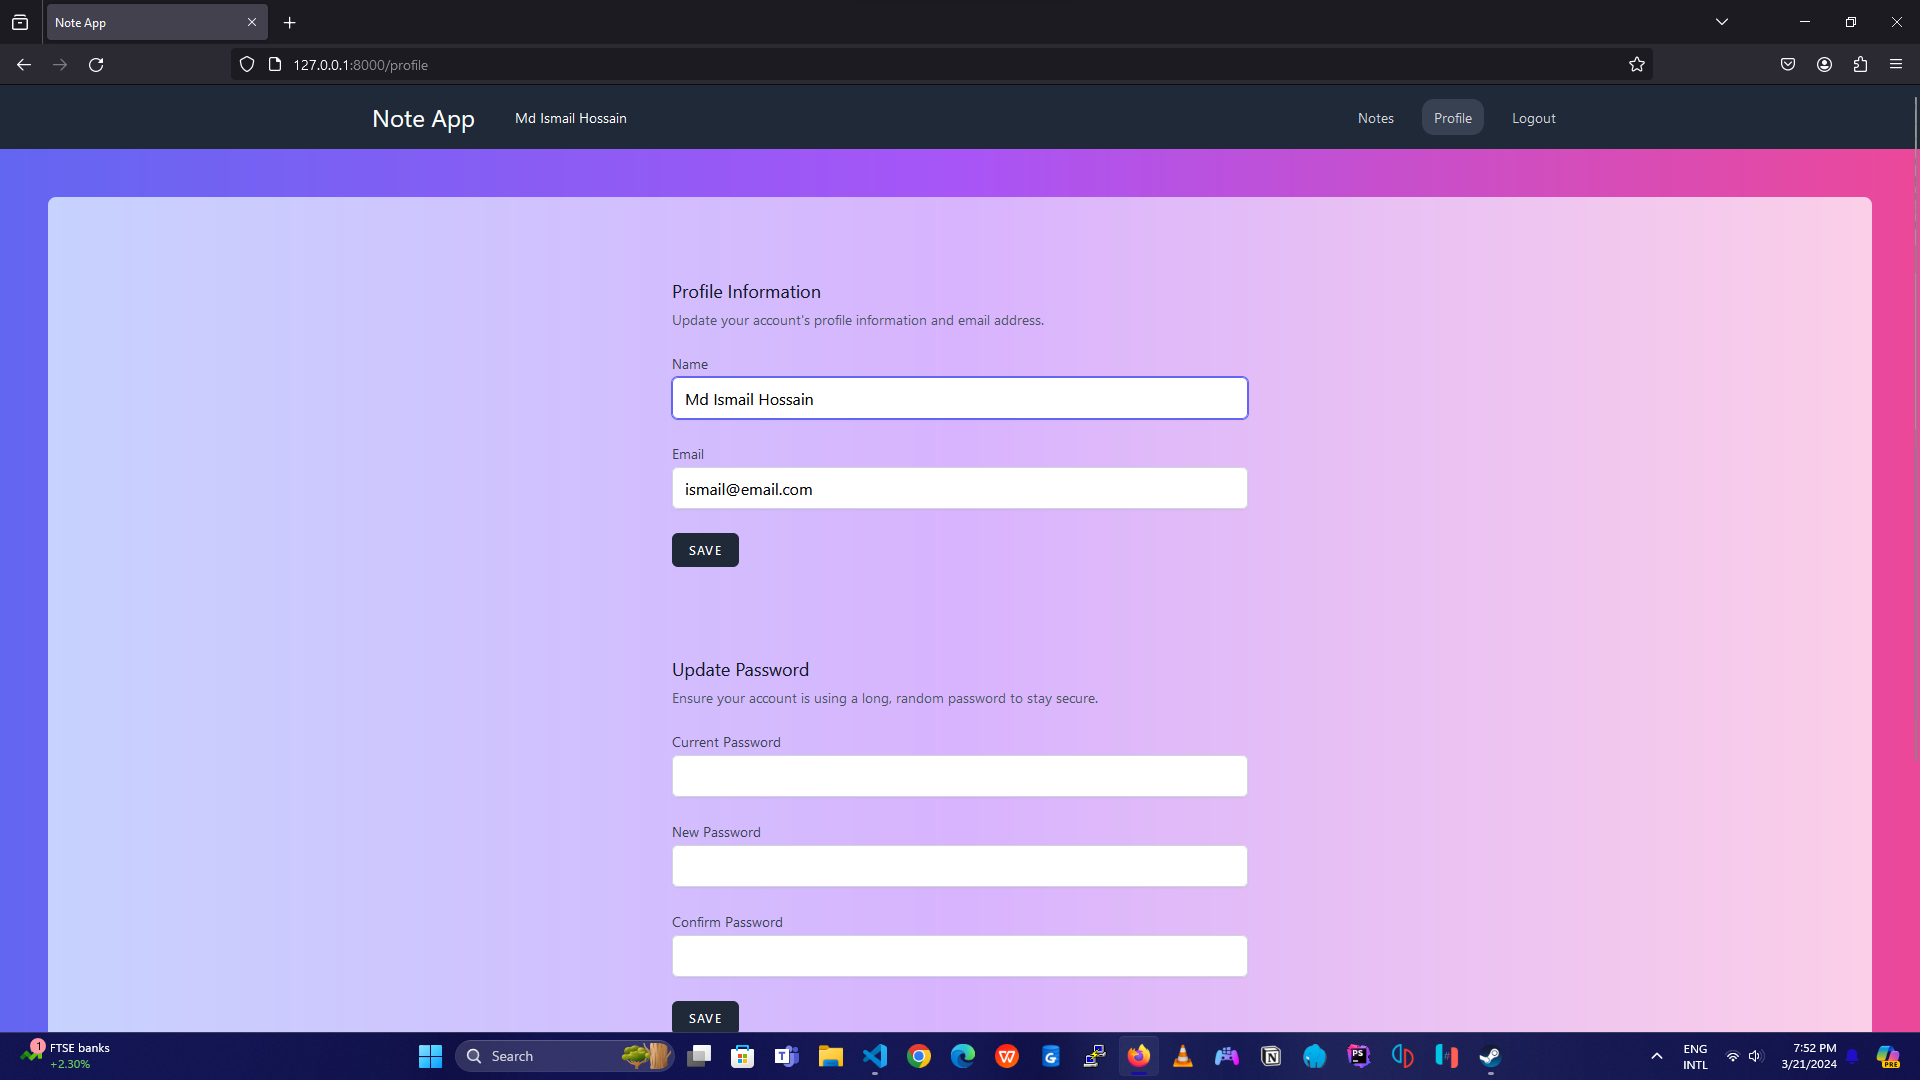 Note App
127.0.0.1:8000/profile
Note App
Md Ismail Hossain
Notes
Profile
Logout
Profile Information
Update your account's profile information and email address.
Name
Md Ismail Hossain
Email
ismail@email.com
SAVE
Update Password
Ensure your account is using a long, random password to stay secure.
Current Password
New Password
Confirm Password
SAVE
1
FTSE banks
+2.30%
Search
ENG
INTL
7:52 PM
3/21/2024
PRE